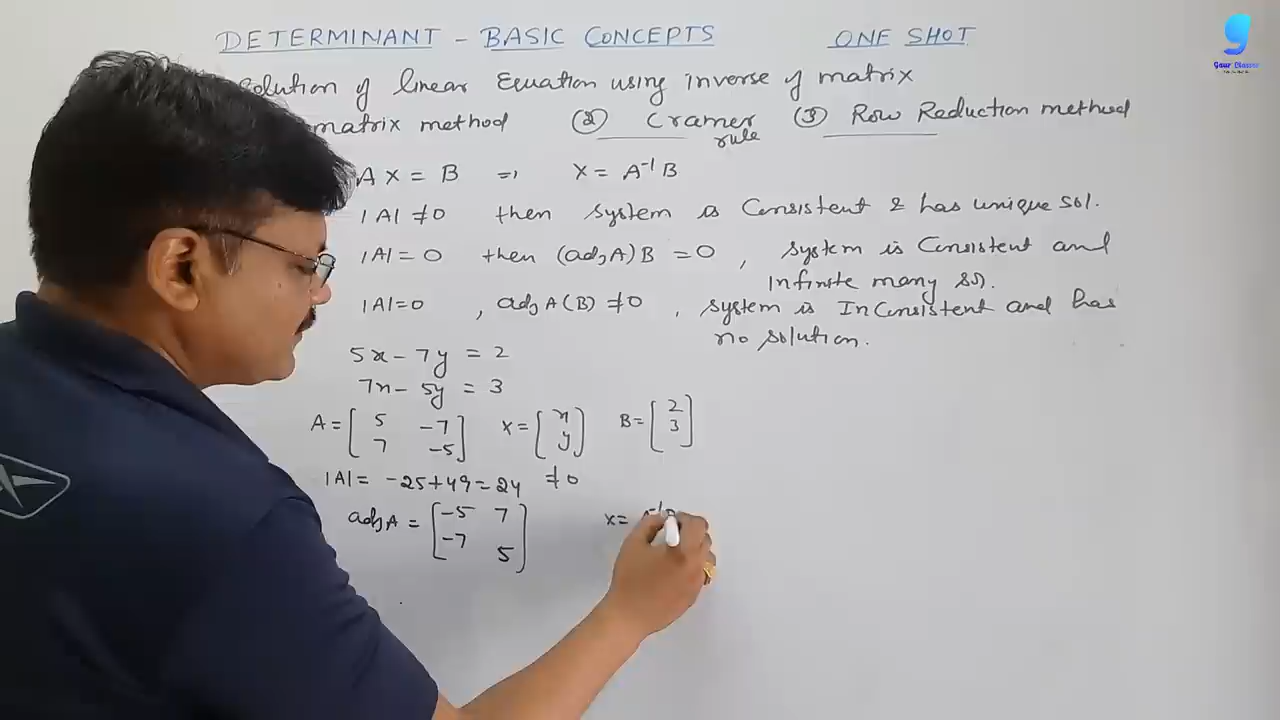 DETERMINANT - BASIC CONCEPTS ONE SHOT
g
Gaur Classes
Solution of linear Equation using inverse of matrix
matrix method ② Cramer rule ③ Row Reduction method
AX = B => X = A⁻¹B
|A| ≠ 0 then system is Consistent & has unique sol.
|A| = 0 then (adj A) B = 0 , system is Consistent and
Infinite many sol.
|A|=0 , adj A (B) ≠ 0 , system is InConsistent and has
no solution.
5x - 7y = 2
7x - 5y = 3
A = [ 5 -7 X = [ x B = [ 2
7 -5 ] y ] 3 ]
|A| = -25+49 = 24 ≠ 0
adj A = [ -5 7 X = A⁻¹B
-7 5 ]